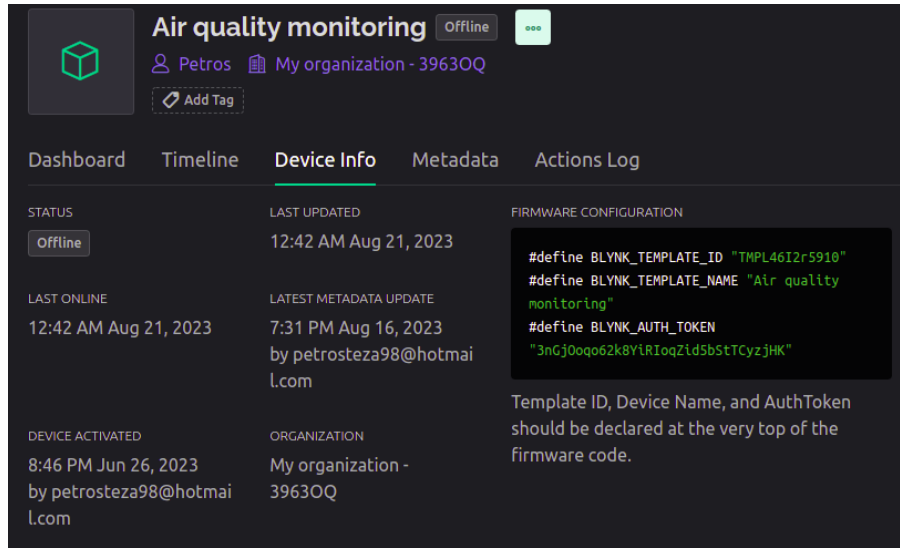 Air quality monitoring Offline
Petros My organization - 3963OQ
Add Tag
Dashboard Timeline Device Info Metadata Actions Log
STATUS
Offline
LAST UPDATED
12:42 AM Aug 21, 2023
LAST ONLINE
12:42 AM Aug 21, 2023
LATEST METADATA UPDATE
7:31 PM Aug 16, 2023
by petrosteza98@hotmai
l.com
DEVICE ACTIVATED
8:46 PM Jun 26, 2023
by petrosteza98@hotmai
l.com
ORGANIZATION
My organization -
3963OQ
FIRMWARE CONFIGURATION
#define BLYNK_TEMPLATE_ID "TMPL46I2r5910"
#define BLYNK_TEMPLATE_NAME "Air quality
monitoring"
#define BLYNK_AUTH_TOKEN
"3nGjOoqo62k8YiRIoqZid5bStTCyzjHK"
Template ID, Device Name, and AuthToken
should be declared at the very top of the
firmware code.